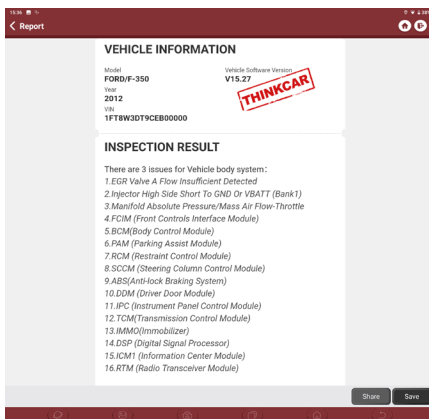 15:36
38%
Report
VEHICLE INFORMATION
Model
FORD/F-350
Vehicle Software Version
V15.27
THINKCAR
Year
2012
VIN
1FT8W3DT9CEB00000
INSPECTION RESULT
There are 3 issues for Vehicle body system:
1.EGR Valve A Flow Insufficient Detected
2.Injector High Side Short To GND Or VBATT (Bank1)
3.Manifold Absolute Pressure/Mass Air Flow-Throttle
4.FCIM (Front Controls Interface Module)
5.BCM(Body Control Module)
6.PAM (Parking Assist Module)
7.RCM (Restraint Control Module)
8.SCCM (Steering Column Control Module)
9.ABS(Anti-lock Braking System)
10.DDM (Driver Door Module)
11.IPC (Instrument Panel Control Module)
12.TCM(Transmission Control Module)
13.IMMO(Immobilizer)
14.DSP (Digital Signal Processor)
15.ICM1 (Information Center Module)
16.RTM (Radio Transceiver Module)
Share Save